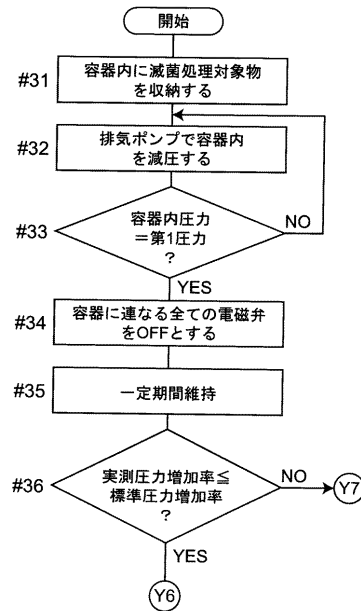 開始
#31
容器内に滅菌処理対象物
を収納する
#32
排気ポンプで容器内
を減圧する
#33
容器内圧力
=第1圧力
?
NO
YES
#34
容器に連なる全ての電磁弁
をOFFとする
#35
一定期間維持
#36
実測圧力増加率≦
標準圧力増加率
?
NO
Y7
YES
Y6